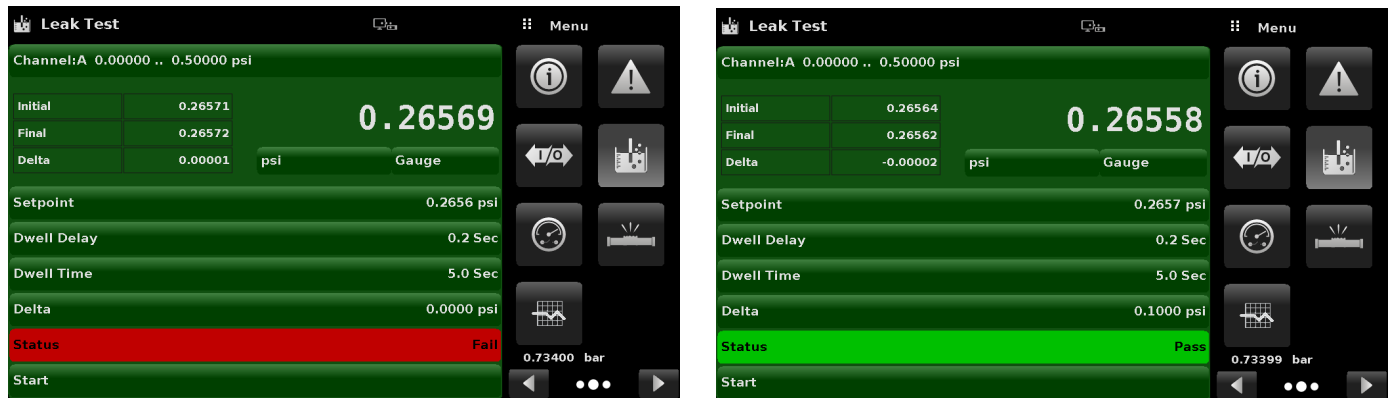 Leak Test
Menu
Channel:A 0.00000 .. 0.50000 psi
Initial 0.26571
0.26569
Final 0.26572
Delta 0.00001
psi Gauge
Setpoint 0.2656 psi
Dwell Delay 0.2 Sec
Dwell Time 5.0 Sec
Delta 0.0000 psi
Status Fail
Start
I/O
0.73400 bar
Leak Test
Menu
Channel:A 0.00000 .. 0.50000 psi
Initial 0.26564
0.26558
Final 0.26562
Delta -0.00002
psi Gauge
Setpoint 0.2657 psi
Dwell Delay 0.2 Sec
Dwell Time 5.0 Sec
Delta 0.1000 psi
Status Pass
Start
I/O
0.73399 bar